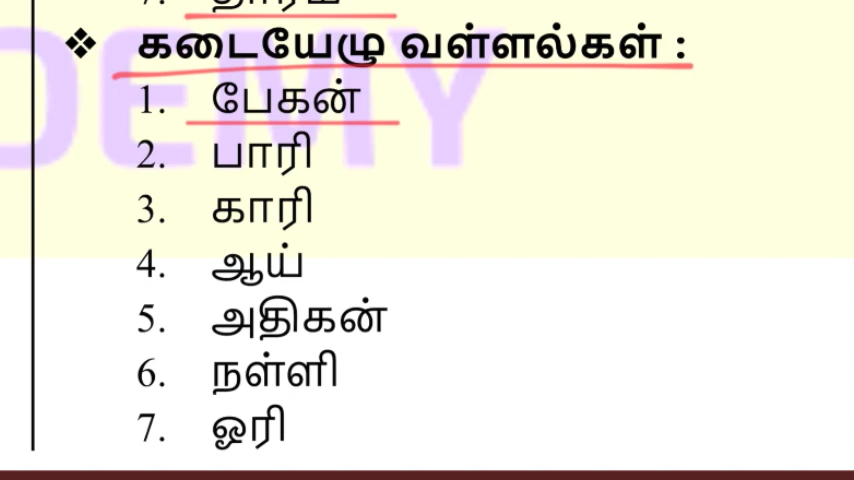 ❖ கடையேழு வள்ளல்கள் :
1. பேகன்
2. பாரி
3. காரி
4. ஆய்
5. அதிகன்
6. நள்ளி
7. ஓரி